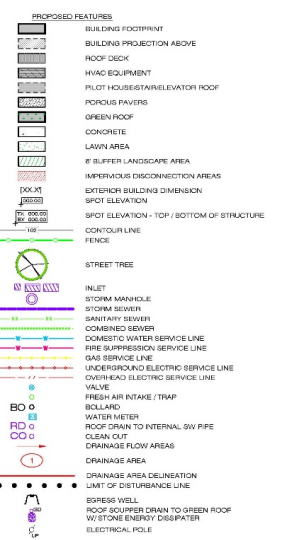 PROPOSED FEATURES
BUILDING FOOTPRINT
BUILDING PROJECTION ABOVE
ROOF DECK
HVAC EQUIPMENT
PILOT HOUSE\STAIR\ELEVATOR ROOF
POROUS PAVERS
GREEN ROOF
CONCRETE
LAWN AREA
8' BUFFER LANDSCAPE AREA
IMPERVIOUS DISCONNECTION AREAS
[XX.X'] EXTERIOR BUILDING DIMENSION
000.00 SPOT ELEVATION
TX 000.00
BX 000.00 SPOT ELEVATION - TOP / BOTTOM OF STRUCTURE
102 CONTOUR LINE
FENCE
STREET TREE
INLET
STORM MANHOLE
STORM SEWER
SANITARY SEWER
COMBINED SEWER
DOMESTIC WATER SERVICE LINE
FIRE SUPPRESSION SERVICE LINE
GAS SERVICE LINE
UNDERGROUND ELECTRIC SERVICE LINE
OVERHEAD ELECTRIC SERVICE LINE
VALVE
FRESH AIR INTAKE / TRAP
BO BOLLARD
WATER METER
RD ROOF DRAIN TO INTERNAL SW PIPE
CO CLEAN OUT
DRAINAGE FLOW AREAS
1 DRAINAGE AREA
DRAINAGE AREA DELINEATION
LIMIT OF DISTURBANCE LINE
EGRESS WELL
ROOF SCUPPER DRAIN TO GREEN ROOF
W/ STONE ENERGY DISSIPATER
UP ELECTRICAL POLE